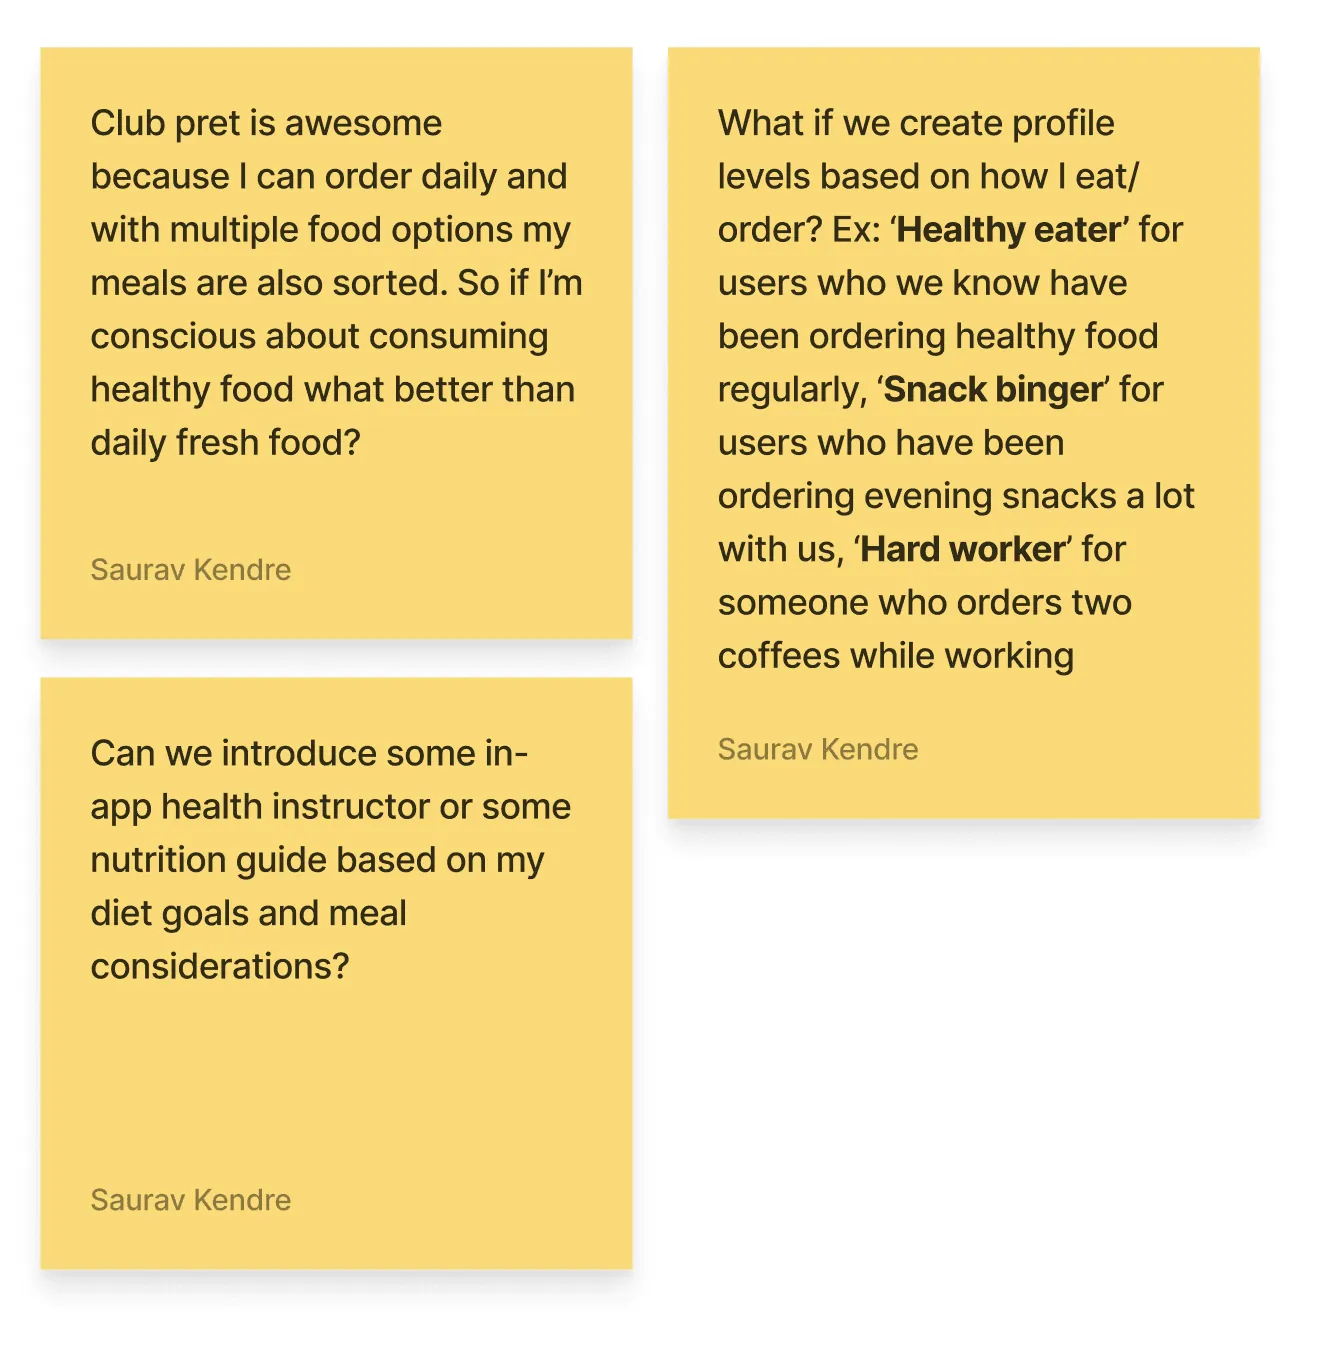 Club pret is awesome
because I can order daily and
with multiple food options my
meals are also sorted. So if I’m
conscious about consuming
healthy food what better than
daily fresh food?
Saurav Kendre
Can we introduce some in-
app health instructor or some
nutrition guide based on my
diet goals and meal
considerations?
Saurav Kendre
What if we create profile
levels based on how I eat/
order? Ex: ‘Healthy eater’ for
users who we know have
been ordering healthy food
regularly, ‘Snack binger’ for
users who have been
ordering evening snacks a lot
with us, ‘Hard worker’ for
someone who orders two
coffees while working
Saurav Kendre